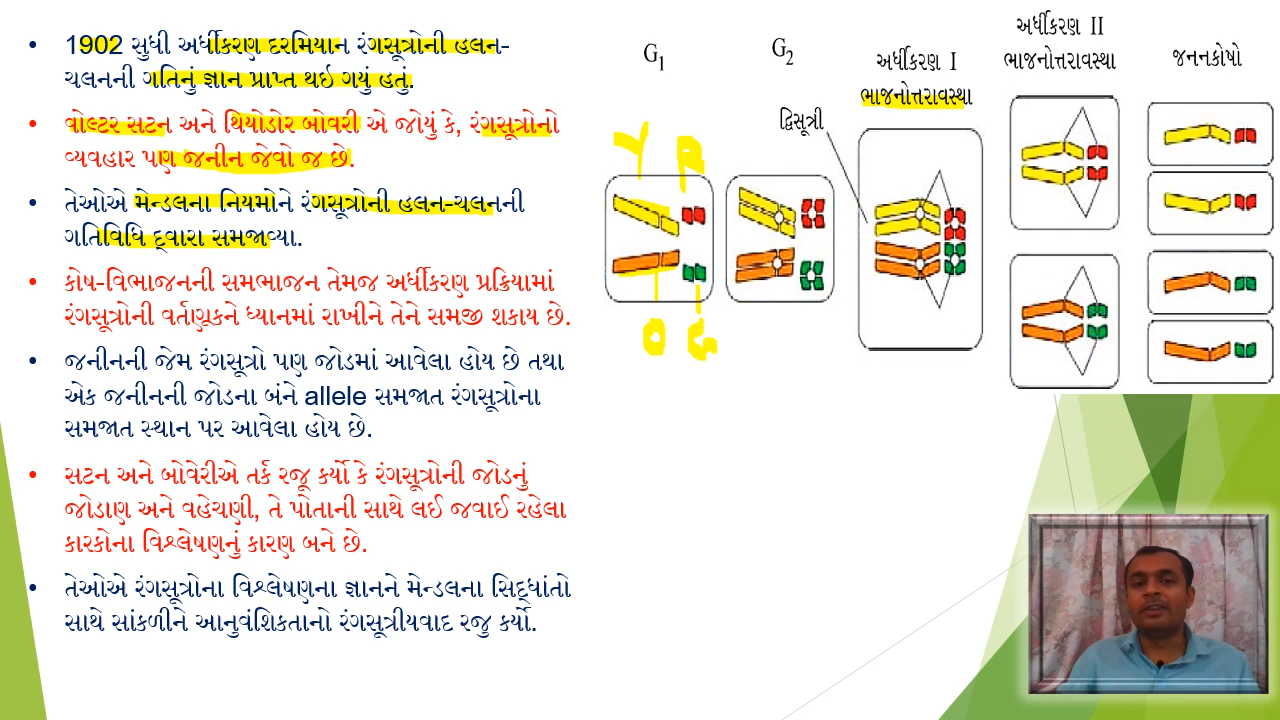 • 1902 સુધી અર્ધીકરણ દરમિયાન રંગસૂત્રોની હલન-
ચલનની ગતિનું જ્ઞાન પ્રાપ્ત થઇ ગયું હતું.
• વોલ્ટર સટન અને થિયોડોર બોવરી એ જોયું કે, રંગસૂત્રોનો
વ્યવહાર પણ જનીન જેવો જ છે.
• તેઓએ મેન્ડલના નિયમોને રંગસૂત્રોની હલન-ચલનની
ગતિવિધિ દ્વારા સમજાવ્યા.
• કોષ-વિભાજનની સમભાજન તેમજ અર્ધીકરણ પ્રક્રિયામાં
રંગસૂત્રોની વર્તણૂકને ધ્યાનમાં રાખીને તેને સમજી શકાય છે.
• જનીનની જેમ રંગસૂત્રો પણ જોડમાં આવેલા હોય છે તથા
એક જનીનની જોડના બંને allele સમજાત રંગસૂત્રોના
સમજાત સ્થાન પર આવેલા હોય છે.
• સટન અને બોવેરીએ તર્ક રજૂ કર્યો કે રંગસૂત્રોની જોડનું
જોડાણ અને વહેચણી, તે પોતાની સાથે લઈ જવાઈ રહેલા
કારકોના વિશ્લેષણનું કારણ બને છે.
• તેઓએ રંગસૂત્રોના વિશ્લેષણના જ્ઞાનને મેન્ડલના સિદ્ધાંતો
સાથે સાંકળીને આનુવંશિકતાનો રંગસૂત્રીયવાદ રજુ કર્યો.
G1
G2
અર્ધીકરણ I
ભાજનોત્તરાવસ્થા
અર્ધીકરણ II
ભાજનોત્તરાવસ્થા
જનનકોષો
દ્વિસૂત્રી